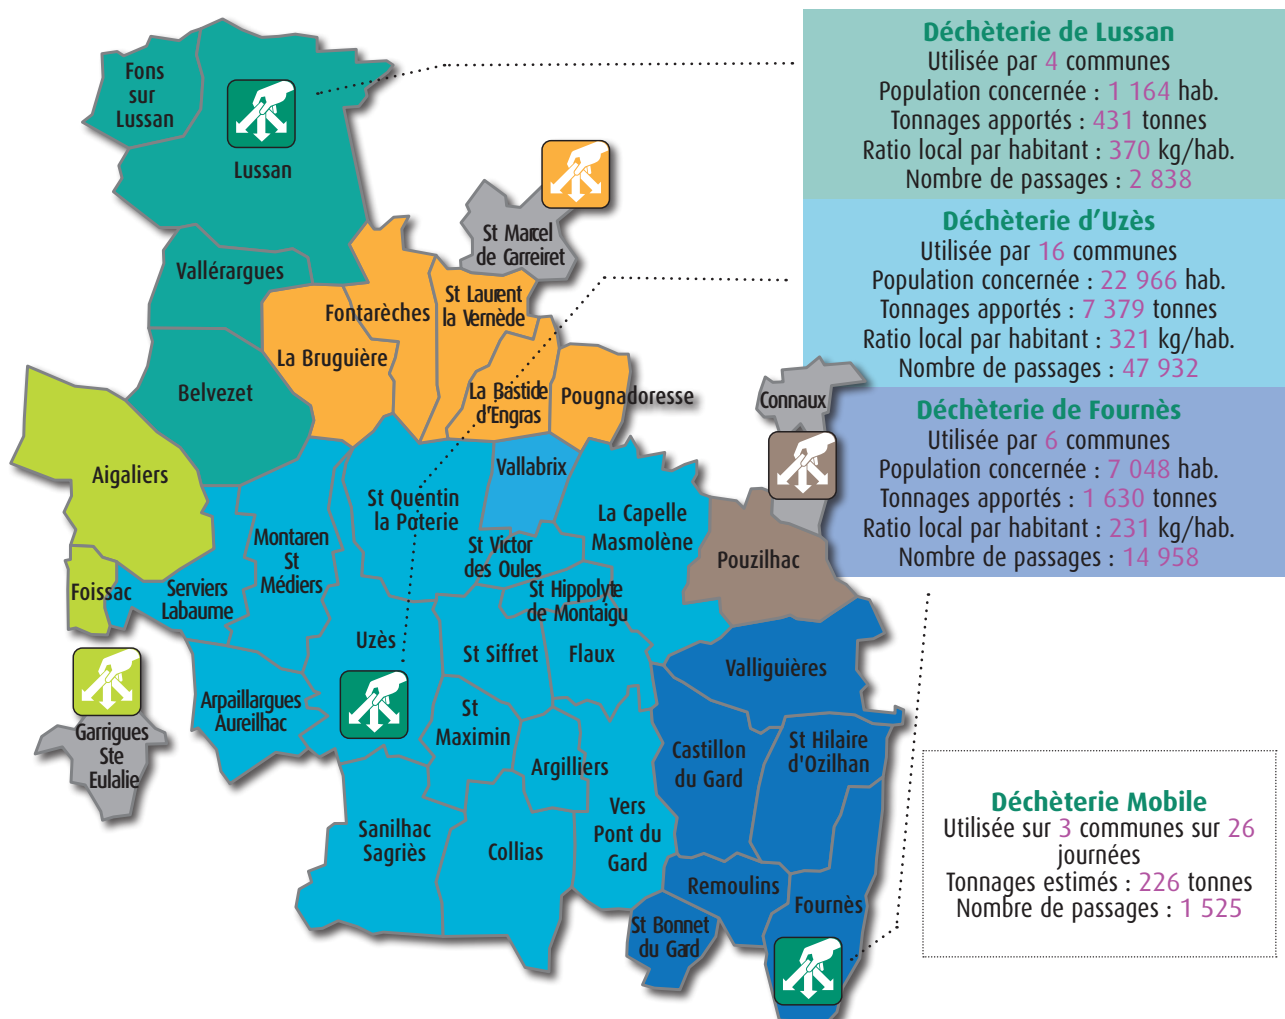 Fons
sur
Lussan
Lussan
Vallérargues
Belvezet
St Marcel
de Carreiret
Fontarèches
St Laurent
la Vernède
La Bruguière
La Bastide
d'Engras
Pougnadoresse
Connaux
Aigaliers
Foissac
Serviers
Labaume
Montaren
St
Médiers
St Quentin
la Poterie
Vallabrix
St Victor
des Oules
La Capelle
Masmolène
Pouzilhac
St Hippolyte
de Montaigu
Uzès
St Siffret
Flaux
Valliguières
Arpaillargues
Aureilhac
Garrigues
Ste
Eulalie
St
Maximin
Argilliers
Castillon
du Gard
St Hilaire
d'Ozilhan
Sanilhac
Sagriès
Collias
Vers
Pont du
Gard
Remoulins
Fournès
St Bonnet
du Gard
Déchèterie de Lussan
Utilisée par 4 communes
Population concernée : 1 164 hab.
Tonnages apportés : 431 tonnes
Ratio local par habitant : 370 kg/hab.
Nombre de passages : 2 838
Déchèterie d'Uzès
Utilisée par 16 communes
Population concernée : 22 966 hab.
Tonnages apportés : 7 379 tonnes
Ratio local par habitant : 321 kg/hab.
Nombre de passages : 47 932
Déchèterie de Fournès
Utilisée par 6 communes
Population concernée : 7 048 hab.
Tonnages apportés : 1 630 tonnes
Ratio local par habitant : 231 kg/hab.
Nombre de passages : 14 958
Déchèterie Mobile
Utilisée sur 3 communes sur 26
journées
Tonnages estimés : 226 tonnes
Nombre de passages : 1 525